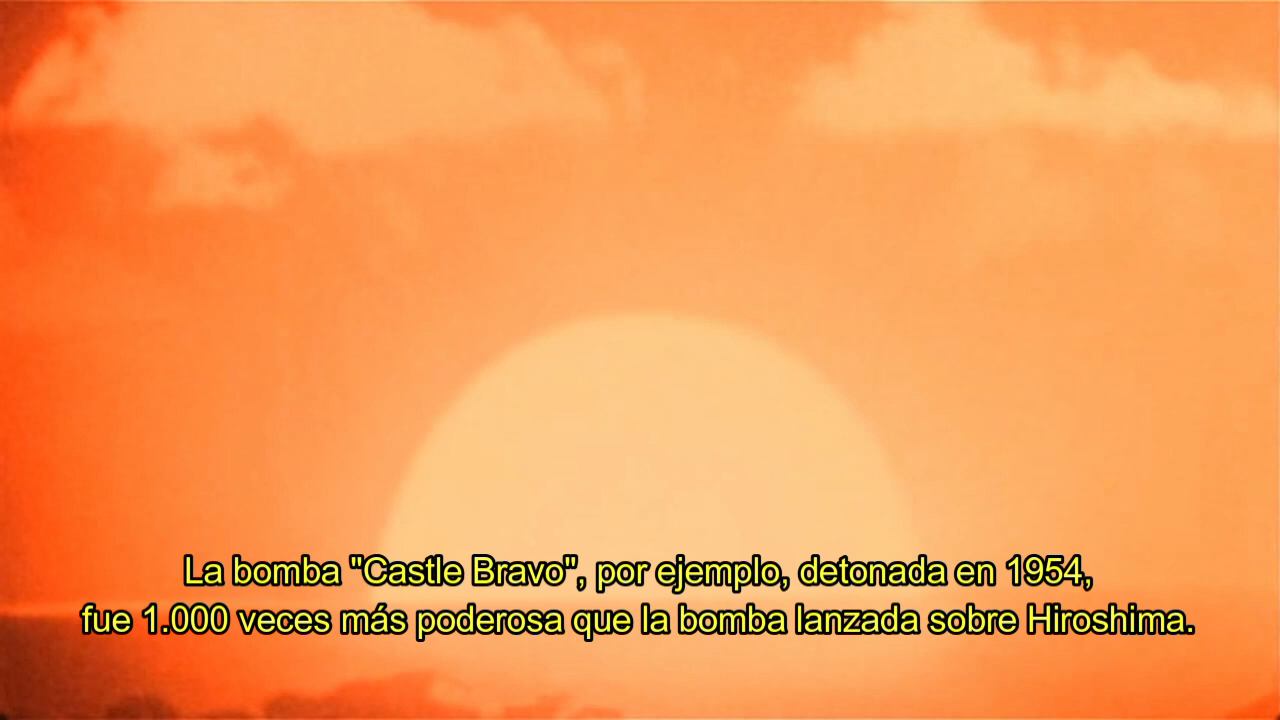 La bomba "Castle Bravo", por ejemplo, detonada en 1954,
fue 1.000 veces más poderosa que la bomba lanzada sobre Hiroshima.